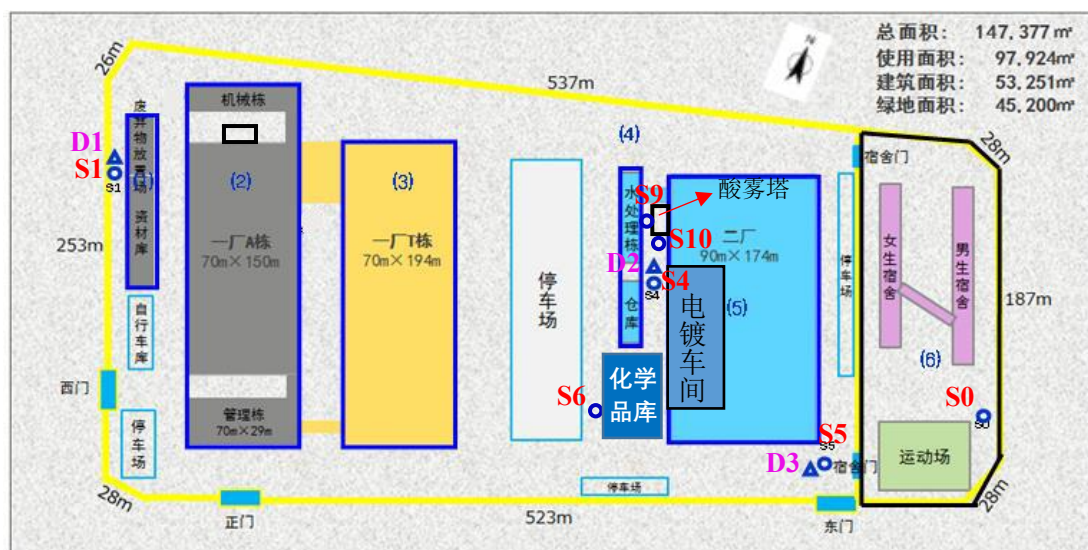 总面积： 147,377㎡
使用面积： 97,924㎡
建筑面积： 53,251㎡
绿地面积： 45,200㎡
N
26m
537m
28m
废弃物放置场
资材库
(1)
D1
S1
S1
机械栋
(2)
一厂A栋
70m×150m
(3)
一厂T栋
70m×194m
(4)
水处理栋
仓库
S9
酸雾塔
S10
D2
S4
S4
二厂
90m×174m
(5)
电镀车间
停车场
化学
品库
S6
宿舍门
停车场
女生宿舍
男生宿舍
(6)
187m
S0
S0
253m
自行车库
西门
停车场
管理栋
70m×29m
S5
S5
D3
宿舍门
运动场
停车场
28m
正门
523m
东门
28m